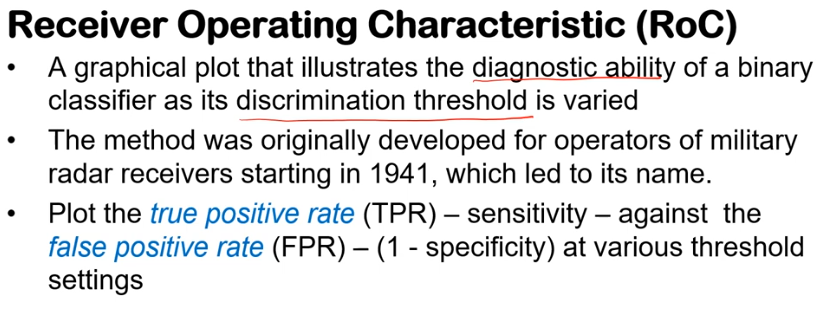 Receiver Operating Characteristic (RoC)
• A graphical plot that illustrates the diagnostic ability of a binary
classifier as its discrimination threshold is varied
• The method was originally developed for operators of military
radar receivers starting in 1941, which led to its name.
• Plot the true positive rate (TPR) – sensitivity – against the
false positive rate (FPR) – (1 - specificity) at various threshold
settings